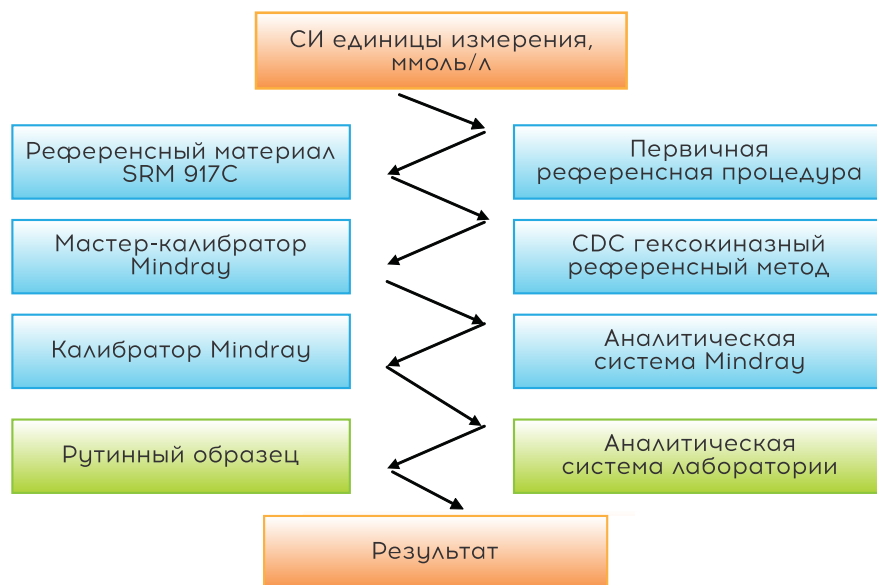 СИ единицы измерения,
ммоль/л
Референсный материал
SRM 917C
Первичная
референсная процедура
Мастер-калибратор
Mindray
CDC гексокиназный
референсный метод
Калибратор Mindray
Аналитическая
система Mindray
Рутинный образец
Аналитическая
система лаборатории
Результат